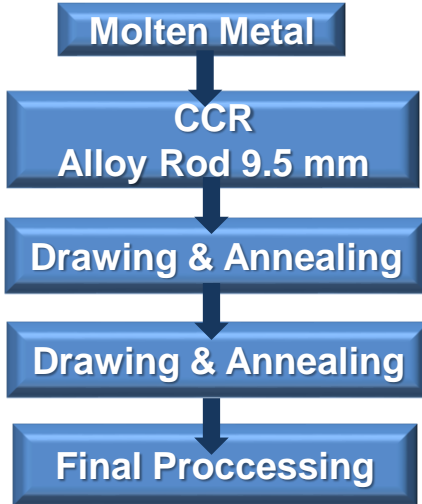 Molten Metal
CCR
Alloy Rod 9.5 mm
Drawing & Annealing
Drawing & Annealing
Final Proccessing